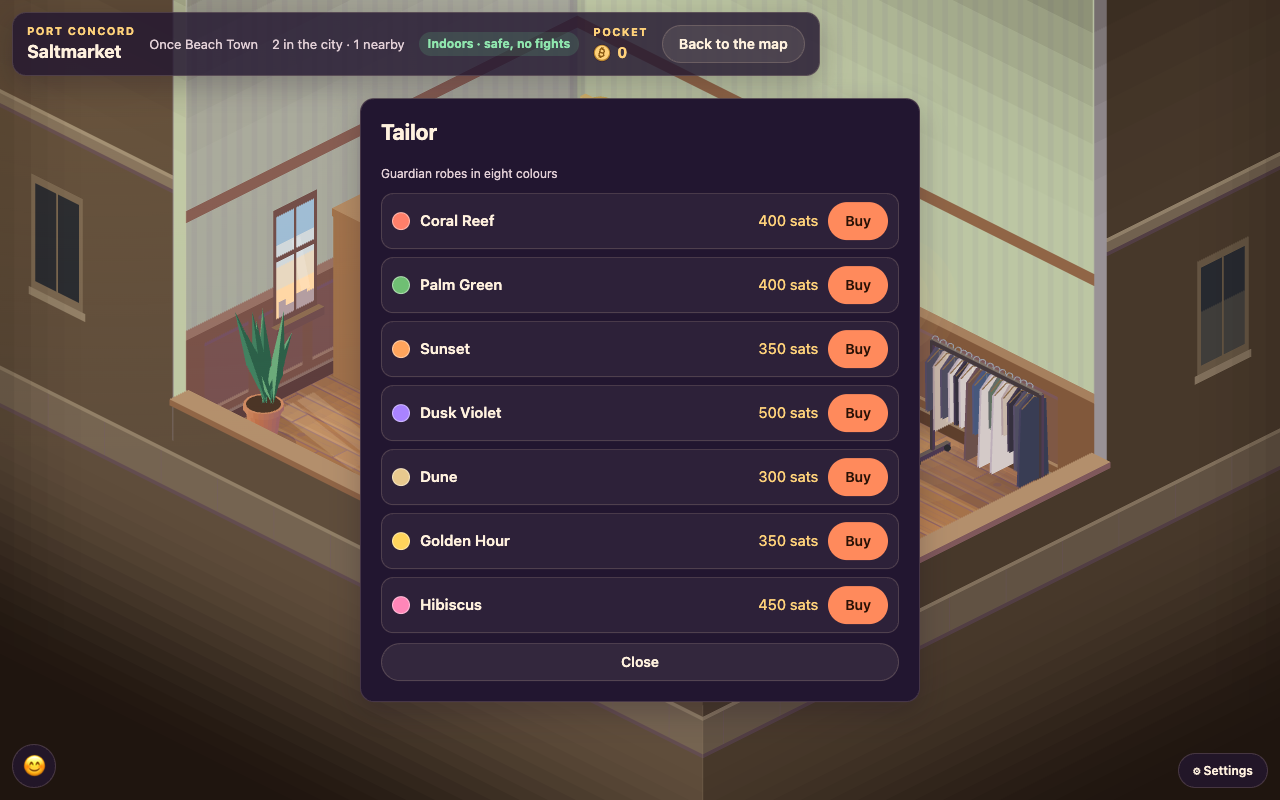 PORT CONCORD
Saltmarket
Once Beach Town
2 in the city · 1 nearby
Indoors · safe, no fights
POCKET
0
Back to the map
Tailor
Guardian robes in eight colours
Coral Reef 400 sats Buy
Palm Green 400 sats Buy
Sunset 350 sats Buy
Dusk Violet 500 sats Buy
Dune 300 sats Buy
Golden Hour 350 sats Buy
Hibiscus 450 sats Buy
Close
Settings